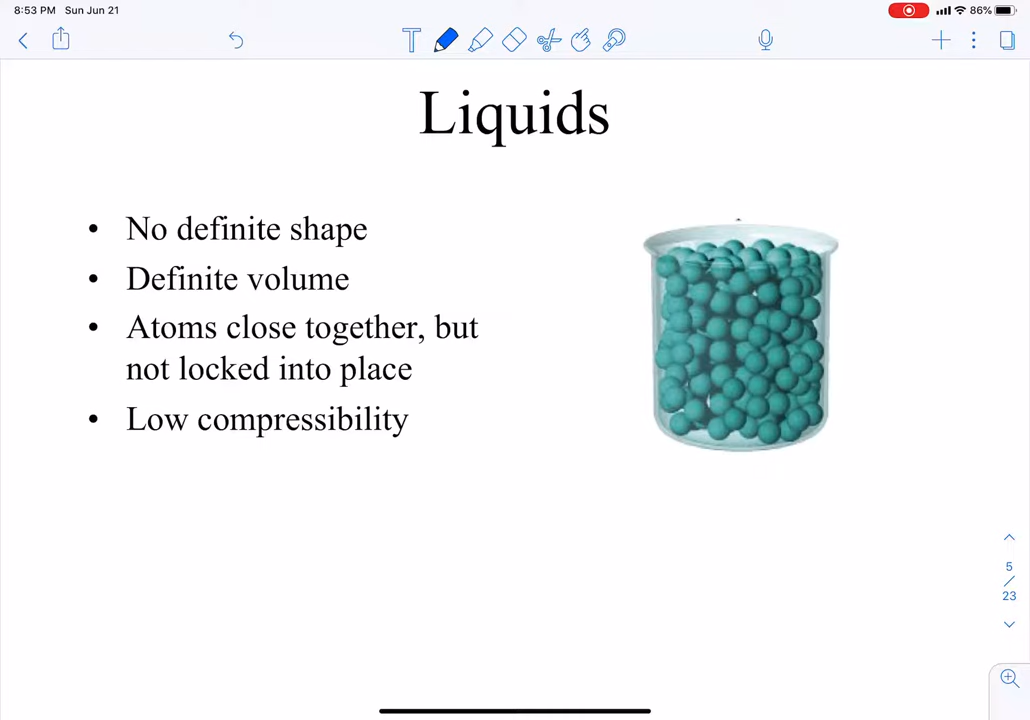 8:53 PM Sun Jun 21
86%
T
Liquids
• No definite shape
• Definite volume
• Atoms close together, but
not locked into place
• Low compressibility
5
/
23